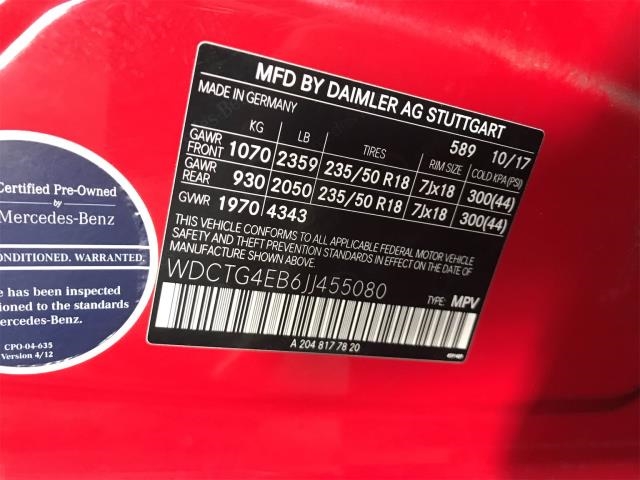 MFD BY DAIMLER AG STUTTGART
MADE IN GERMANY
589 10/17
KG LB TIRES RIM SIZE COLD KPA(PSI)
GAWR FRONT 1070 2359 235/50 R18 7Jx18 300(44)
GAWR REAR 930 2050 235/50 R18 7Jx18 300(44)
GVWR 1970 4343
THIS VEHICLE CONFORMS TO ALL APPLICABLE FEDERAL MOTOR VEHICLE
SAFETY AND THEFT PREVENTION STANDARDS IN EFFECT ON THE DATE OF
WDCTG4EB6JJ455080
TYPE: MPV
A 204 817 78 20
Certified Pre-Owned
by
Mercedes-Benz
ONDITIONED. WARRANTED.
e has been inspected
ditioned to the standards
ercedes-Benz.
CPO-04-635
Version 4/12